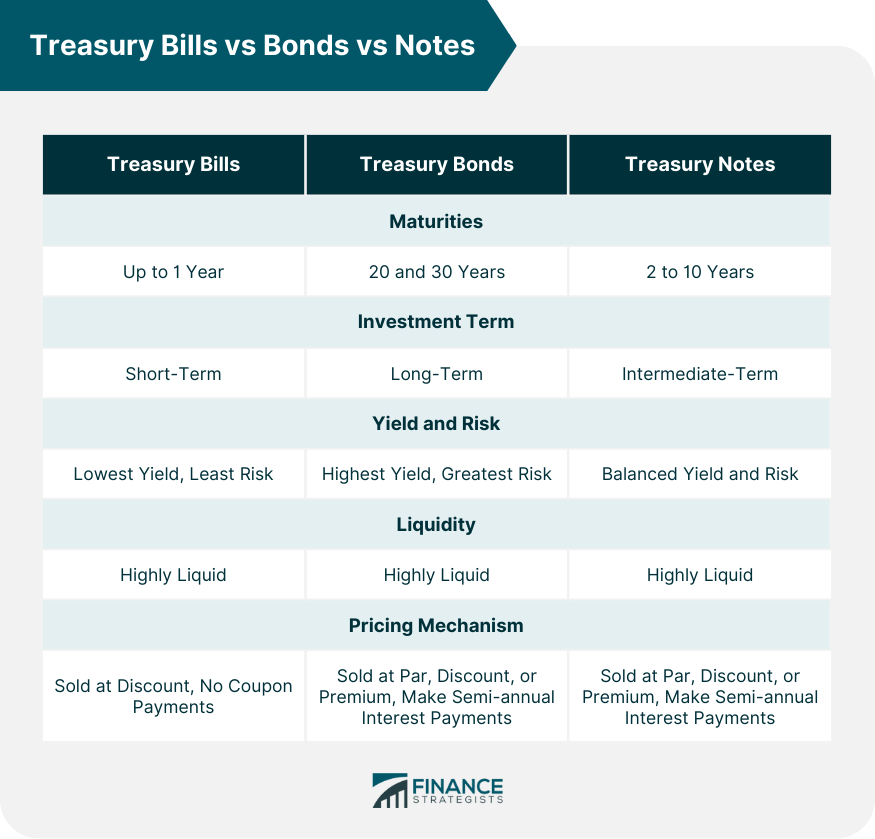 Treasury Bills vs Bonds vs Notes
Treasury Bills
Treasury Bonds
Treasury Notes
Maturities
Up to 1 Year
20 and 30 Years
2 to 10 Years
Investment Term
Short-Term
Long-Term
Intermediate-Term
Yield and Risk
Lowest Yield, Least Risk
Highest Yield, Greatest Risk
Balanced Yield and Risk
Liquidity
Highly Liquid
Highly Liquid
Highly Liquid
Pricing Mechanism
Sold at Discount, No Coupon
Payments
Sold at Par, Discount, or
Premium, Make Semi-annual
Interest Payments
Sold at Par, Discount, or
Premium, Make Semi-annual
Interest Payments
FINANCE
STRATEGISTS